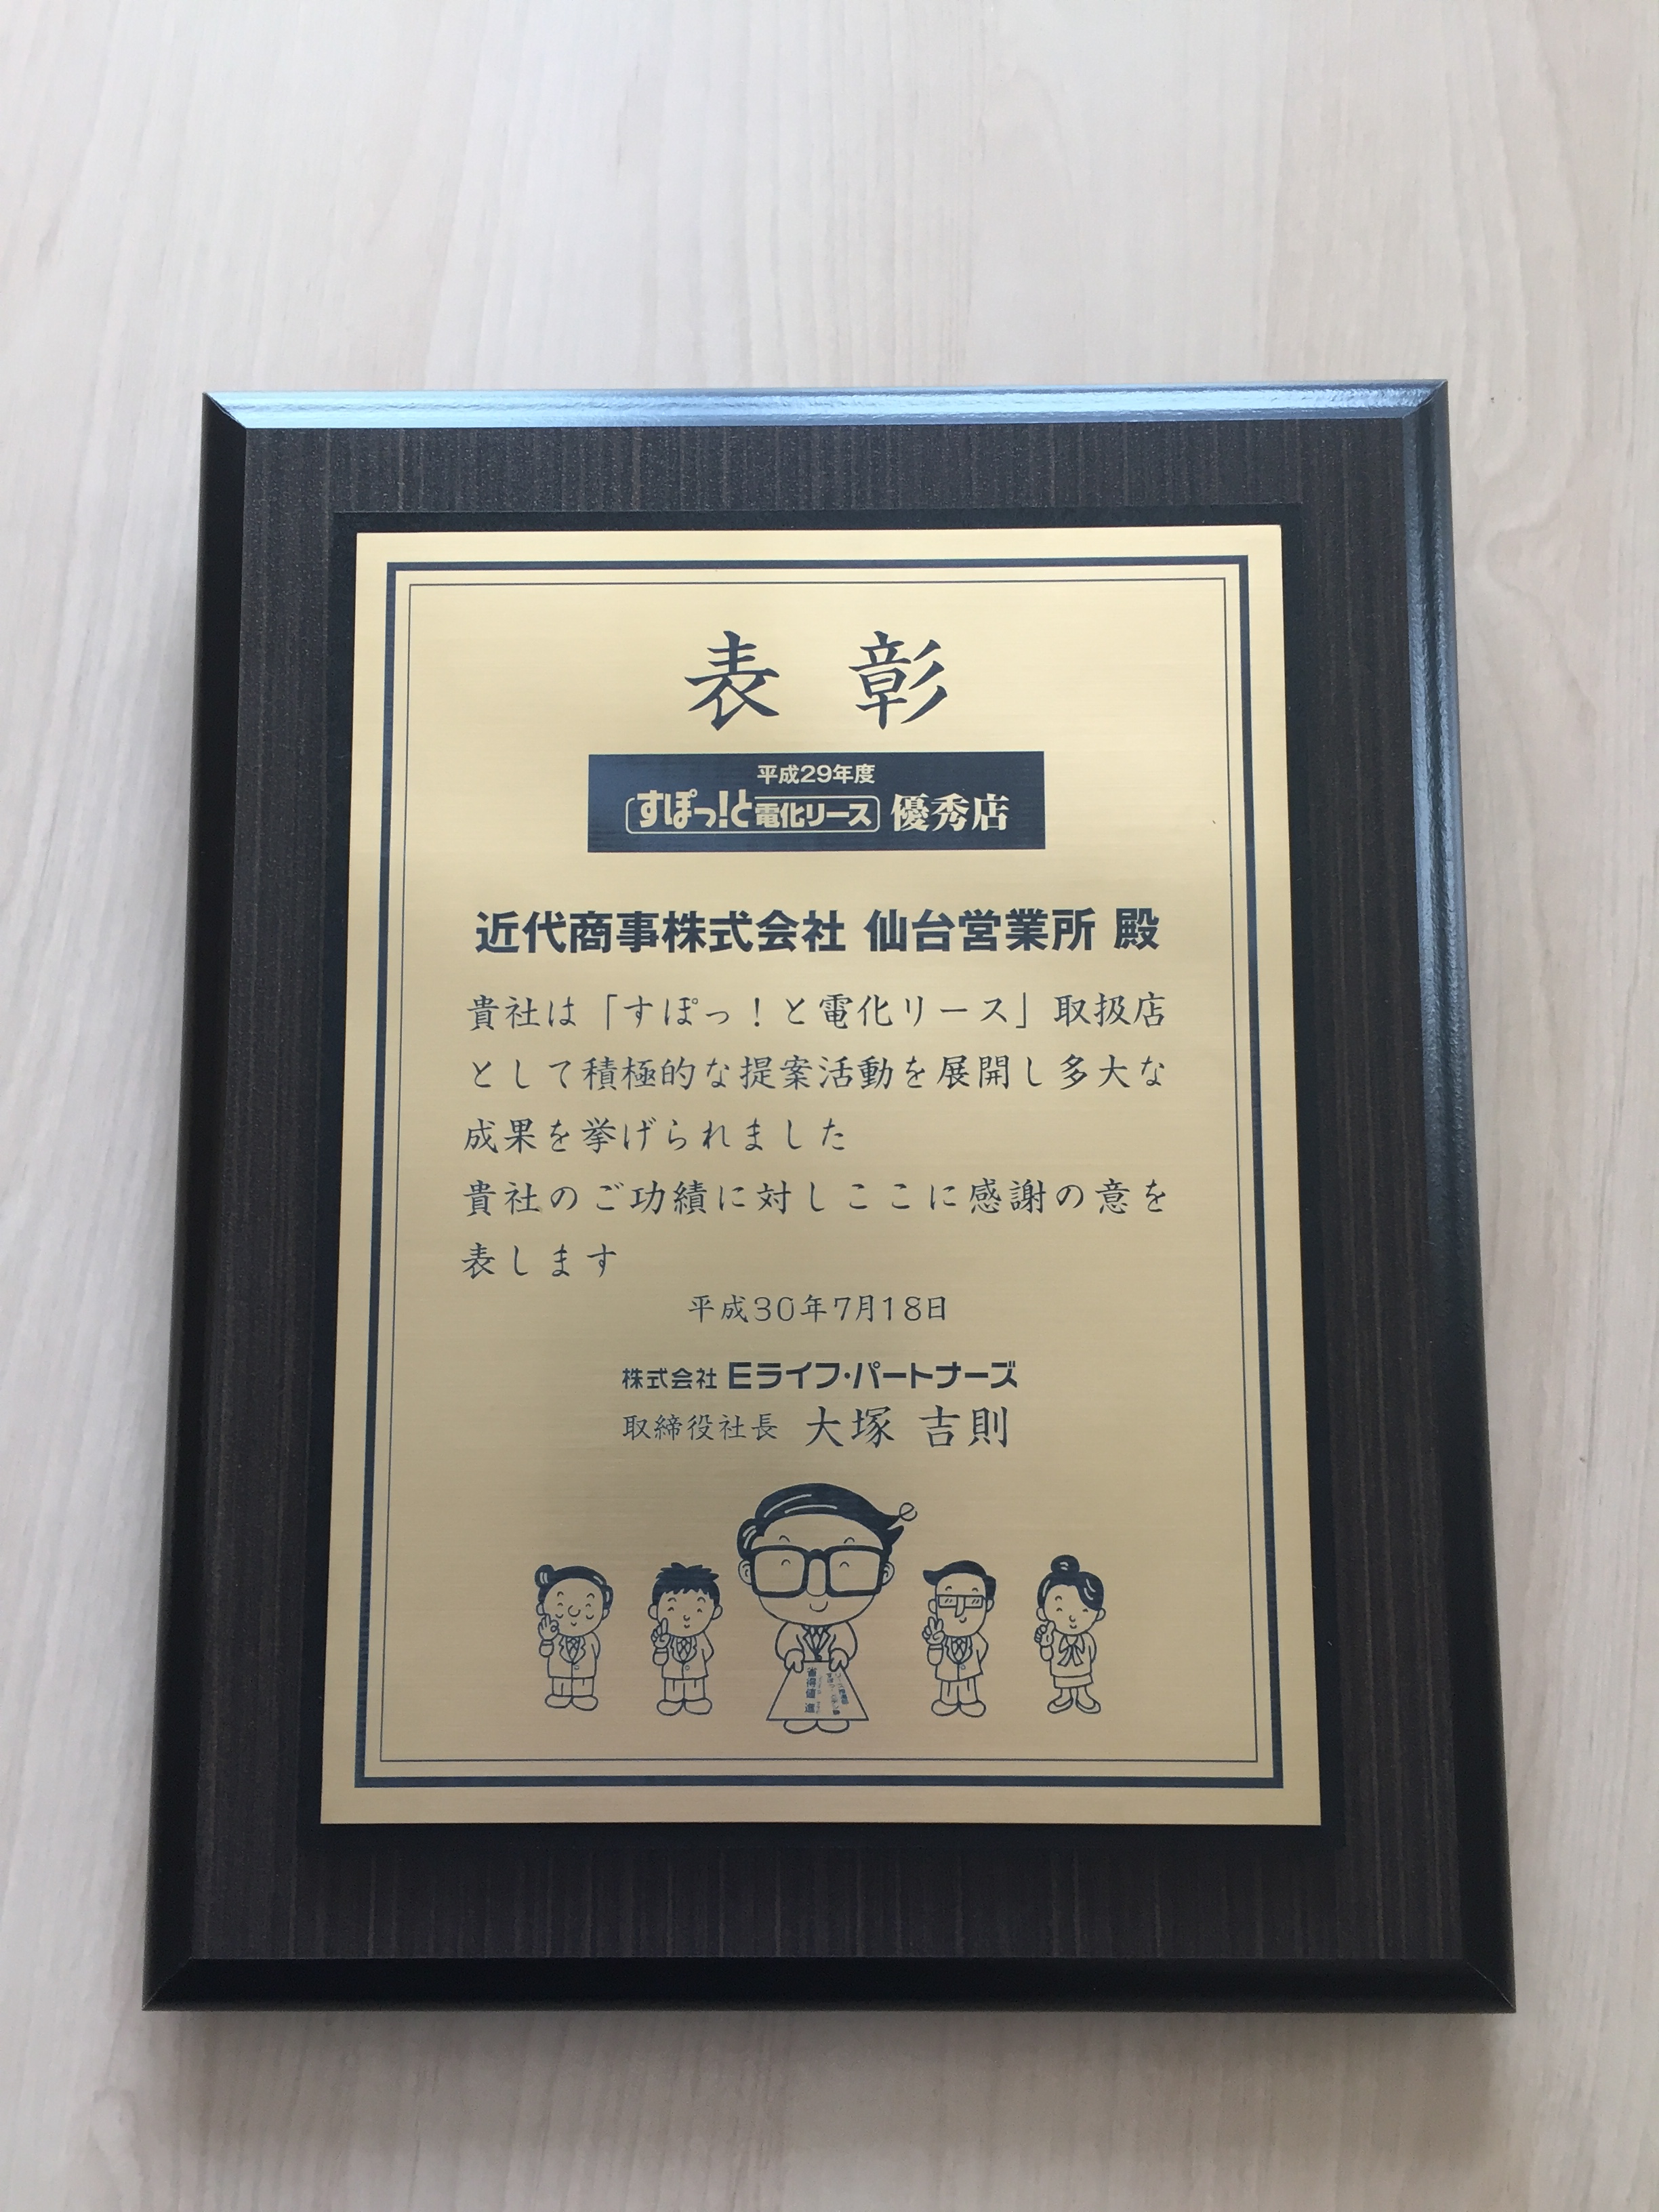 表彰
平成29年度
すぽっ!と電化リース 優秀店
近代商事株式会社 仙台営業所 殿
貴社は「すぽっ！と電化リース」取扱店
として積極的な提案活動を展開し多大な
成果を挙げられました
貴社のご功績に対しここに感謝の意を
表します
平成30年7月18日
株式会社 Eライフ・パートナーズ
取締役社長 大塚 吉則
省得値 進